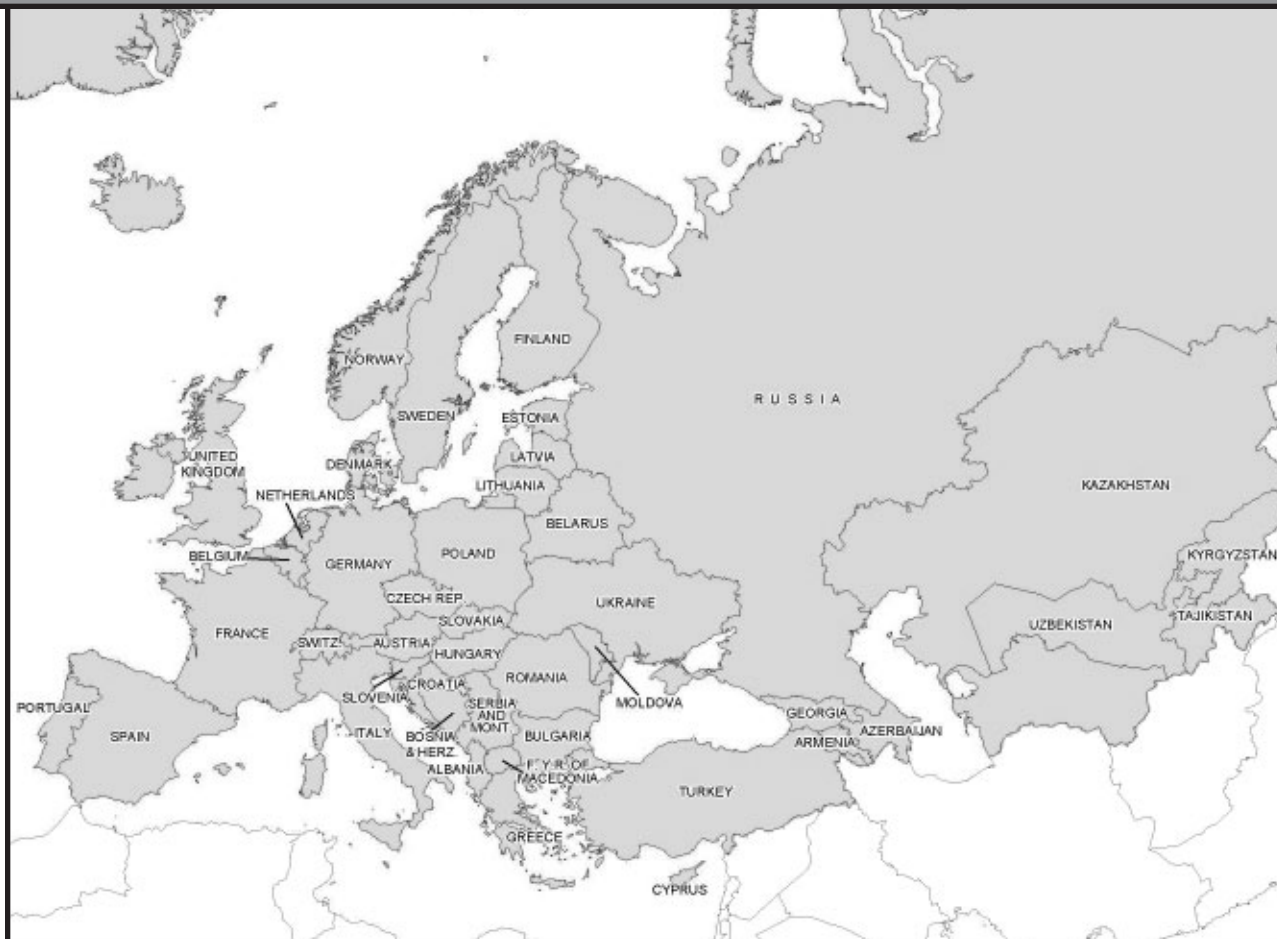 FINLAND
NORWAY
RUSSIA
SWEDEN
ESTONIA
UNITED
KINGDOM
DENMARK
LATVIA
LITHUANIA
KAZAKHSTAN
NETHERLANDS
BELARUS
BELGIUM
GERMANY
POLAND
KYRGYZSTAN
CZECH REP.
UKRAINE
TAJIKISTAN
SLOVAKIA
UZBEKISTAN
FRANCE
SWITZ.
AUSTRIA
HUNGARY
ROMANIA
CROATIA
SLOVENIA
MOLDOVA
PORTUGAL
SERBIA
AND
MONT.
GEORGIA
SPAIN
ITALY
BOSNIA
& HERZ.
BULGARIA
AZERBAIJAN
ARMENIA
ALBANIA
F. Y. R. OF
MACEDONIA
TURKEY
GREECE
CYPRUS